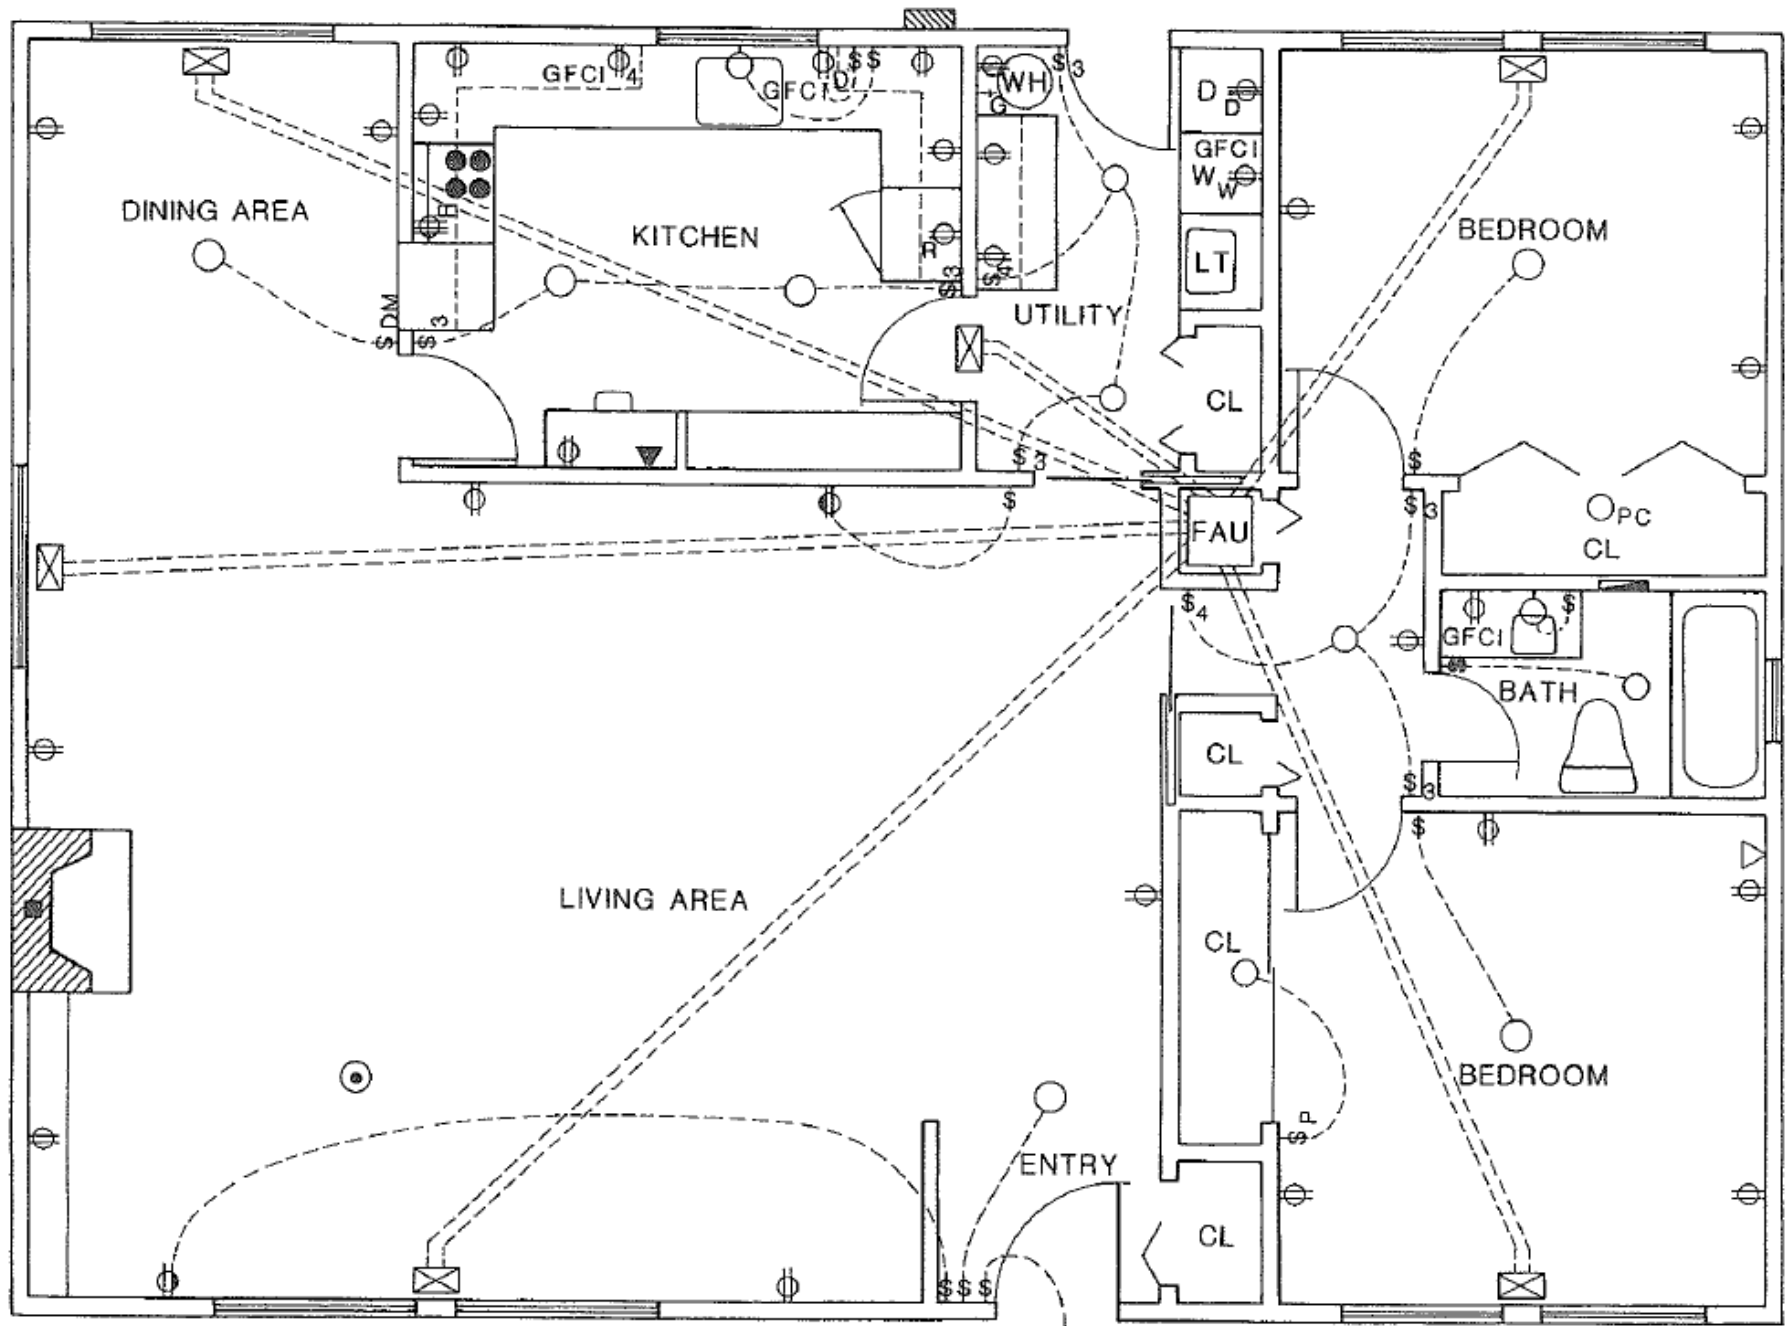 GFCI 4
GFCI
D
$ $
G
WH
$ 3
D D
GFCI
W W
DINING AREA
KITCHEN
R
BEDROOM
LT
$ DM
$ 3
$ 3
$ 4
UTILITY
CL
$ 3
$
$
FAU
$ 3
PC
CL
$ 4
$
GFCI
$
BATH
CL
$ 3
$
LIVING AREA
CL
BEDROOM
$ P
ENTRY
CL
$ $ $